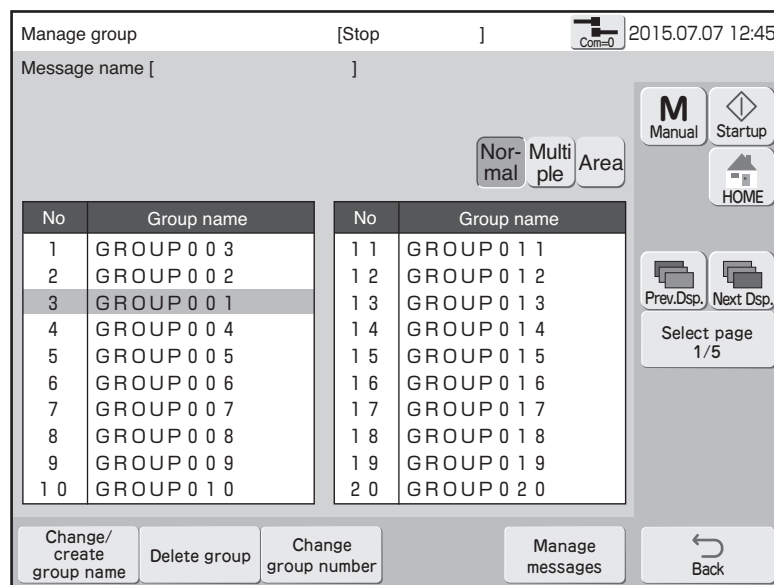 Manage group [Stop ] Com=0 2015.07.07 12:45
Message name [ ]
M
Manual
Startup
Nor-
mal
Multi
ple
Area
HOME
No Group name
1 GROUP003
2 GROUP002
3 GROUP001
4 GROUP004
5 GROUP005
6 GROUP006
7 GROUP007
8 GROUP008
9 GROUP009
10 GROUP010
No Group name
11 GROUP011
12 GROUP012
13 GROUP013
14 GROUP014
15 GROUP015
16 GROUP016
17 GROUP017
18 GROUP018
19 GROUP019
20 GROUP020
Prev.Dsp.
Next Dsp.
Select page
1/5
Change/
create
group name
Delete group
Change
group number
Manage
messages
Back